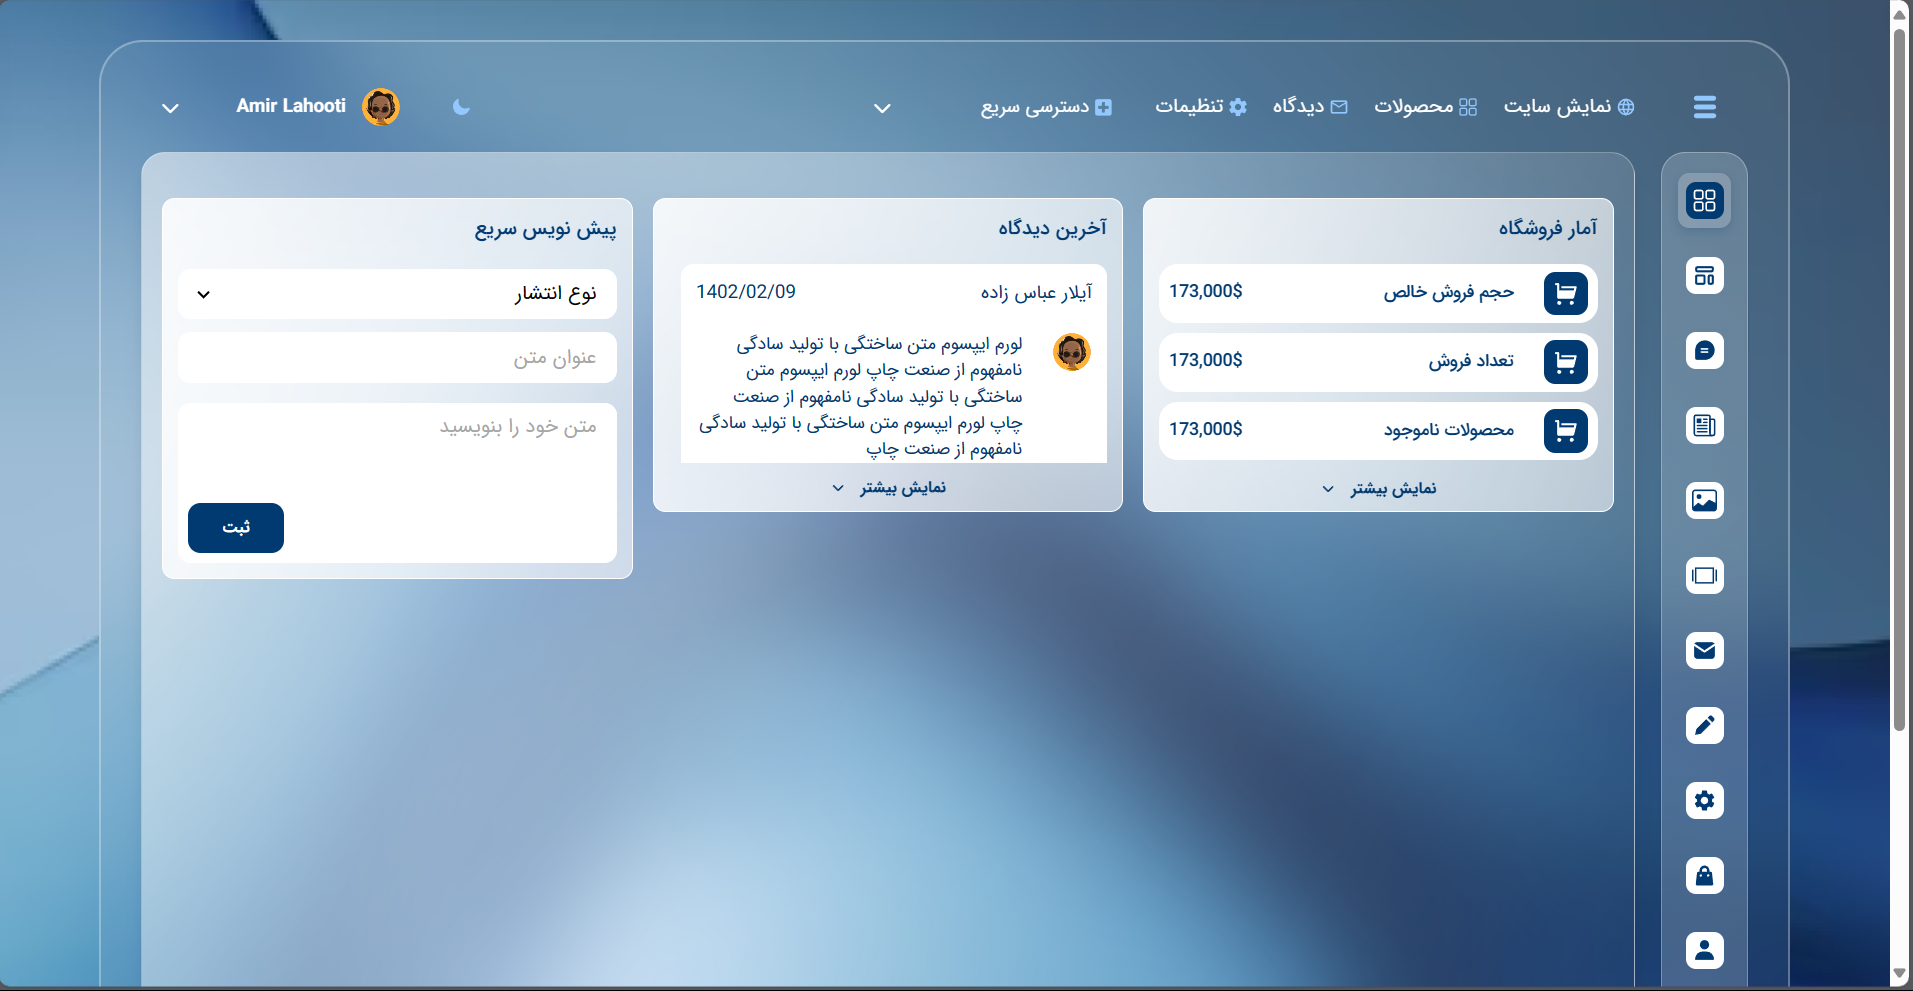 نمایش سایت
محصولات
دیدگاه
تنظیمات
دسترسی سریع
Amir Lahooti
آمار فروشگاه
حجم فروش خالص
173,000$
تعداد فروش
173,000$
محصولات ناموجود
173,000$
نمایش بیشتر
آخرین دیدگاه
آیلار عباس زاده
1402/02/09
لورم ایپسوم متن ساختگی با تولید سادگی
نامفهوم از صنعت چاپ لورم ایپسوم متن
ساختگی با تولید سادگی نامفهوم از صنعت
چاپ لورم ایپسوم متن ساختگی با تولید سادگی
نامفهوم از صنعت چاپ
نمایش بیشتر
پیش نویس سریع
نوع انتشار
عنوان متن
متن خود را بنویسید
ثبت